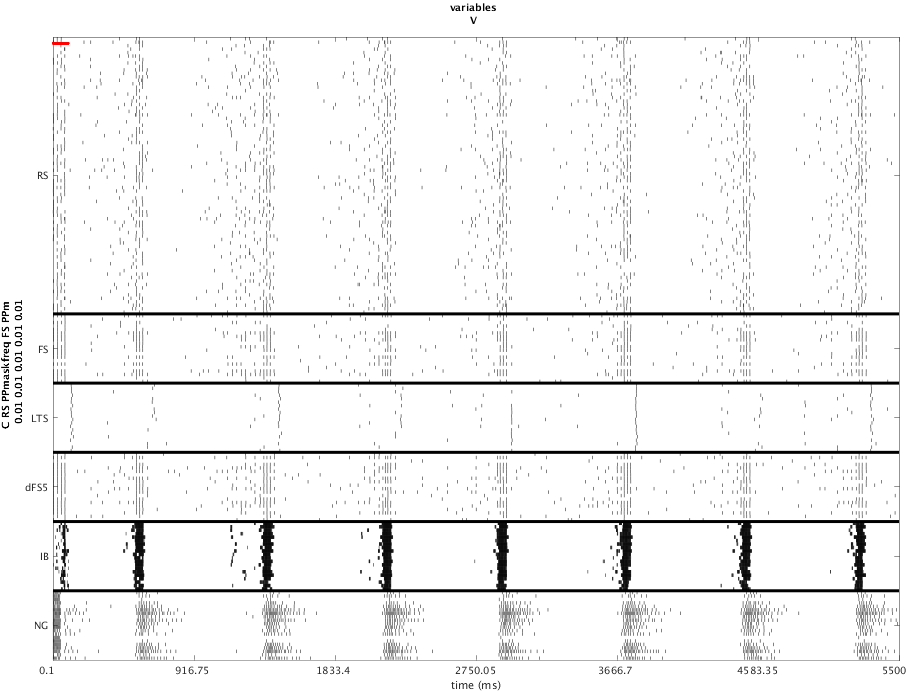 variables
V
C RS PPmaskfreq FS PPm
0.01 0.01 0.01 0.01 0.01
RS
FS
LTS
dFS5
IB
NG
0.1 916.75 1833.4 2750.05 3666.7 4583.35 5500
time (ms)